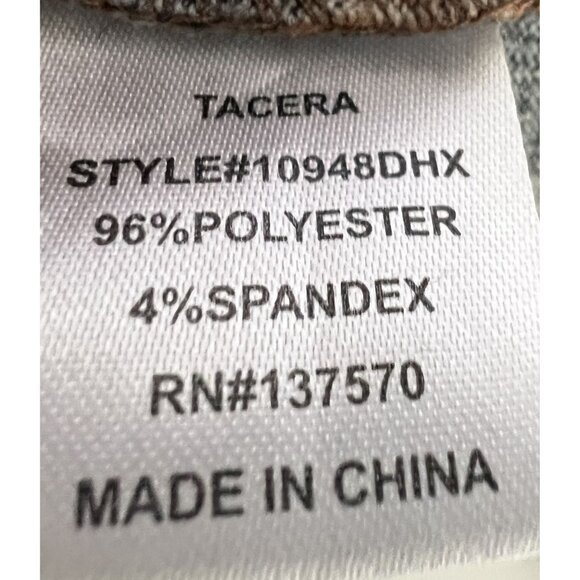 TACERA
STYLE#10948DHX
96%POLYESTER
4%SPANDEX
RN#137570
MADE IN CHINA